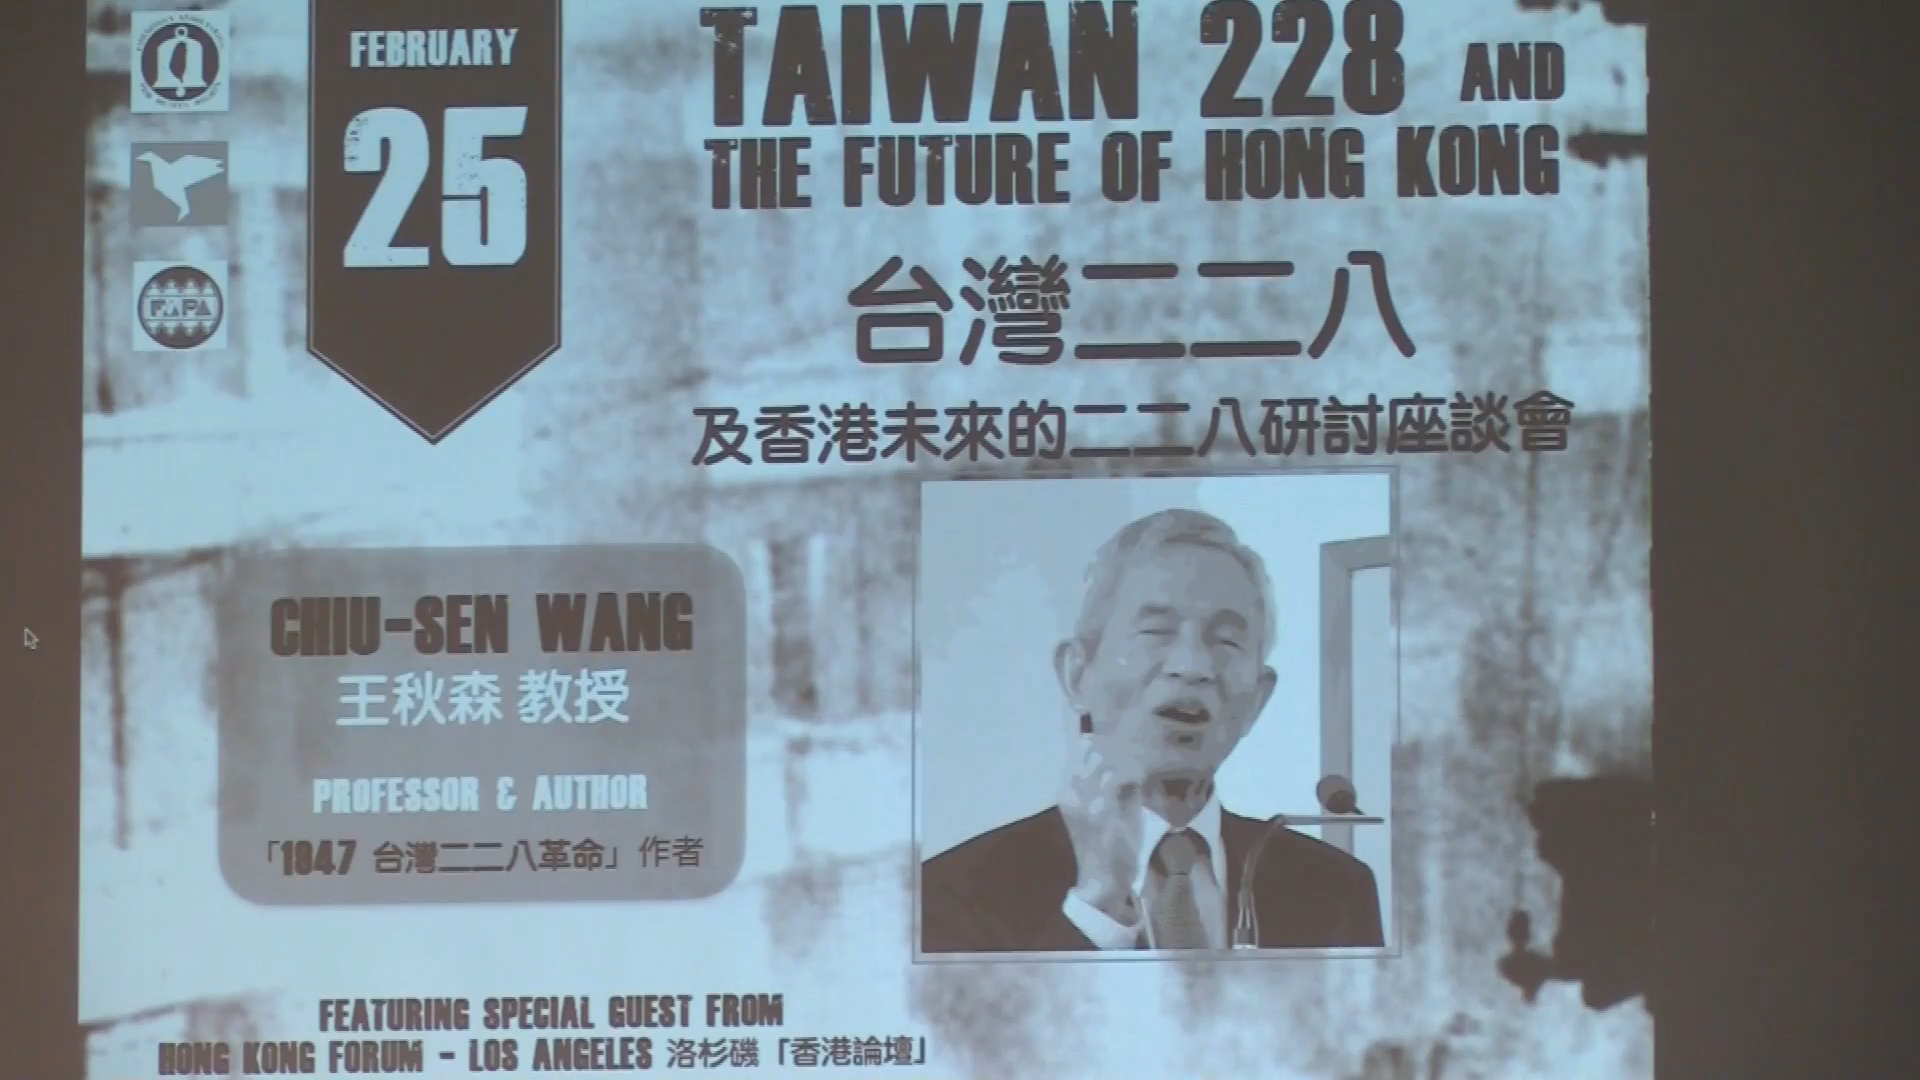 FEBRUARY
25
TAIWAN 228 AND
THE FUTURE OF HONG KONG
台灣二二八
及香港未來的二二八研討座談會
FAPA
CHIU-SEN WANG
王秋森 教授
PROFESSOR & AUTHOR
「1947 台灣二二八革命」作者
FEATURING SPECIAL GUEST FROM
HONG KONG FORUM - LOS ANGELES 洛杉磯「香港論壇」